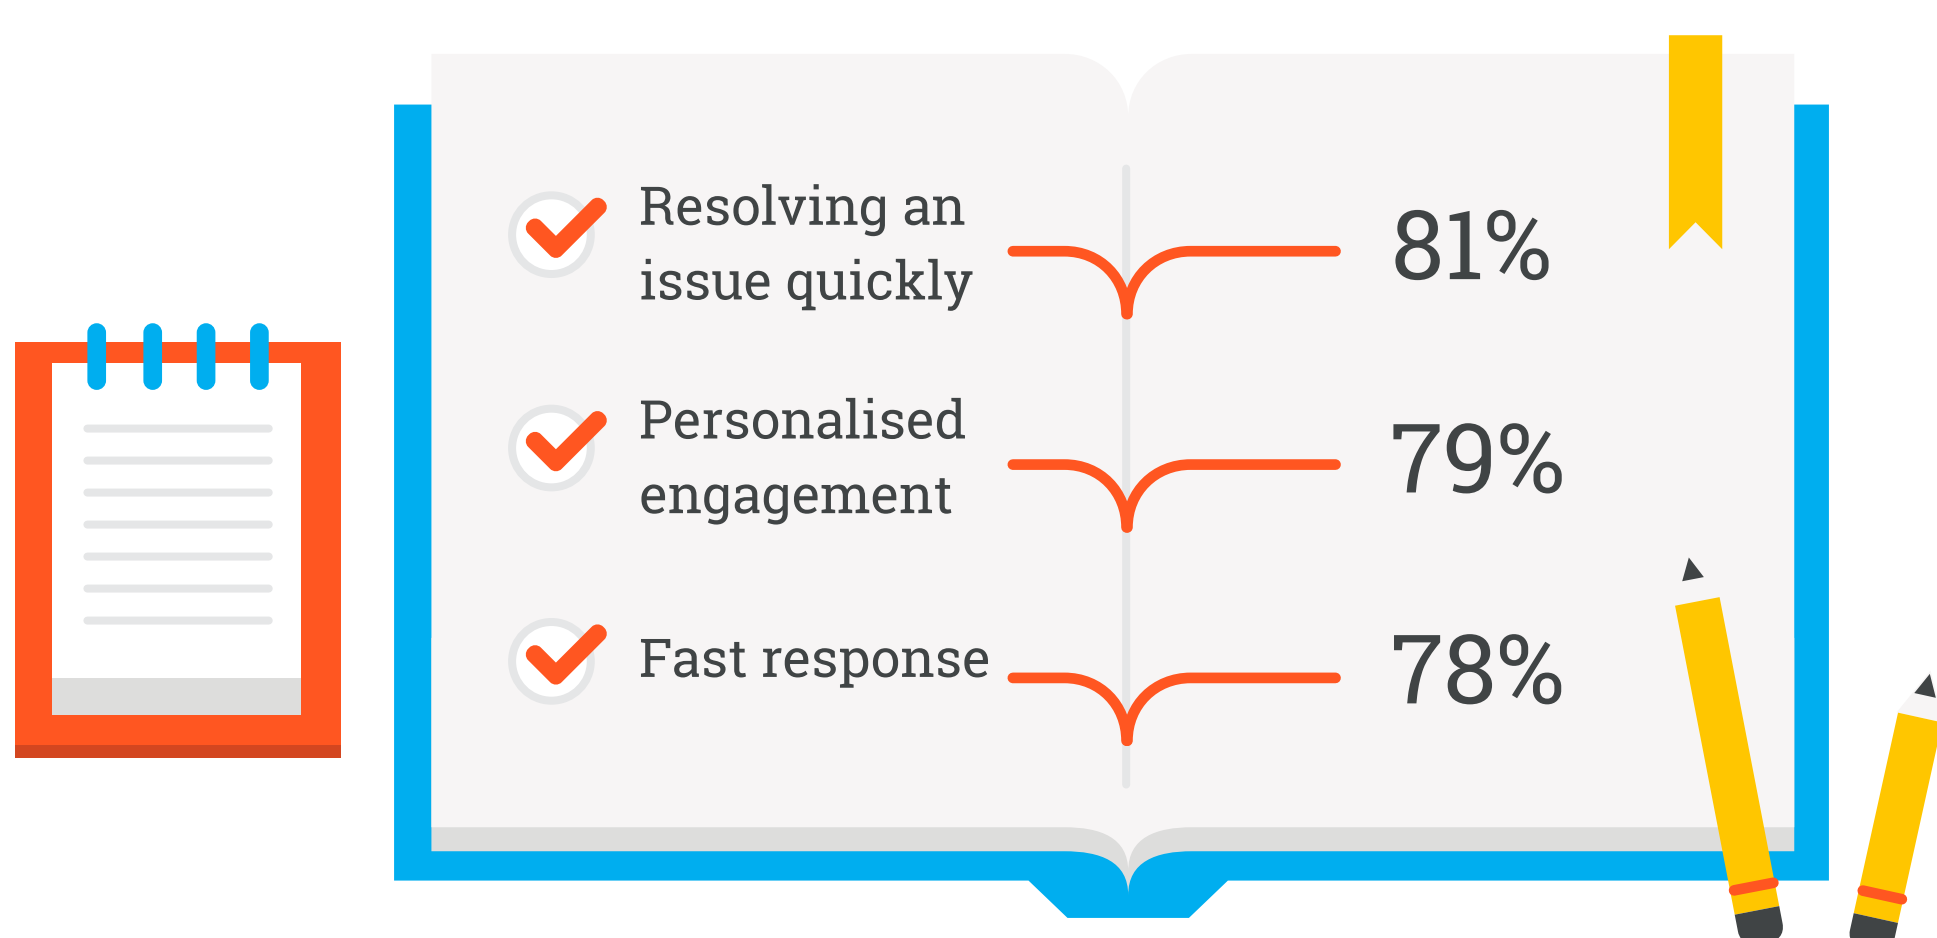 Resolving an
issue quickly
81%
Personalised
engagement
79%
Fast response
78%